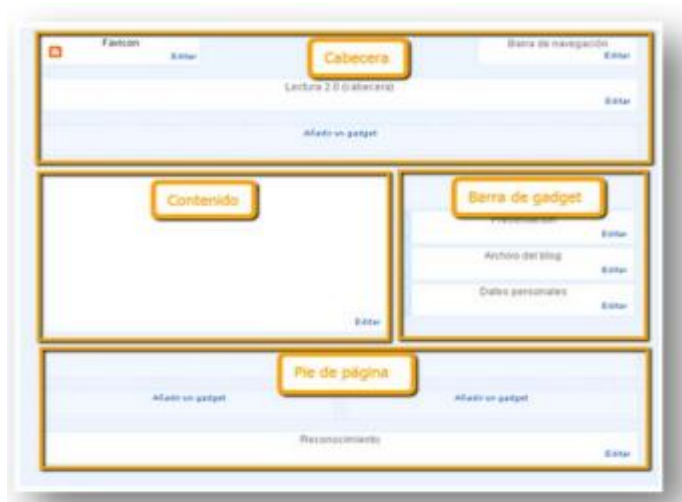 Favicon
Editar
Cabecera
Barra de navegación
Editar
Lectura 2.0 (cabecera)
Editar
Añadir un gadget
Contenido
Editar
Barra de gadget
Presentación
Editar
Archivo del blog
Editar
Datos personales
Editar
Pie de página
Añadir un gadget
Añadir un gadget
Reconocimiento
Editar